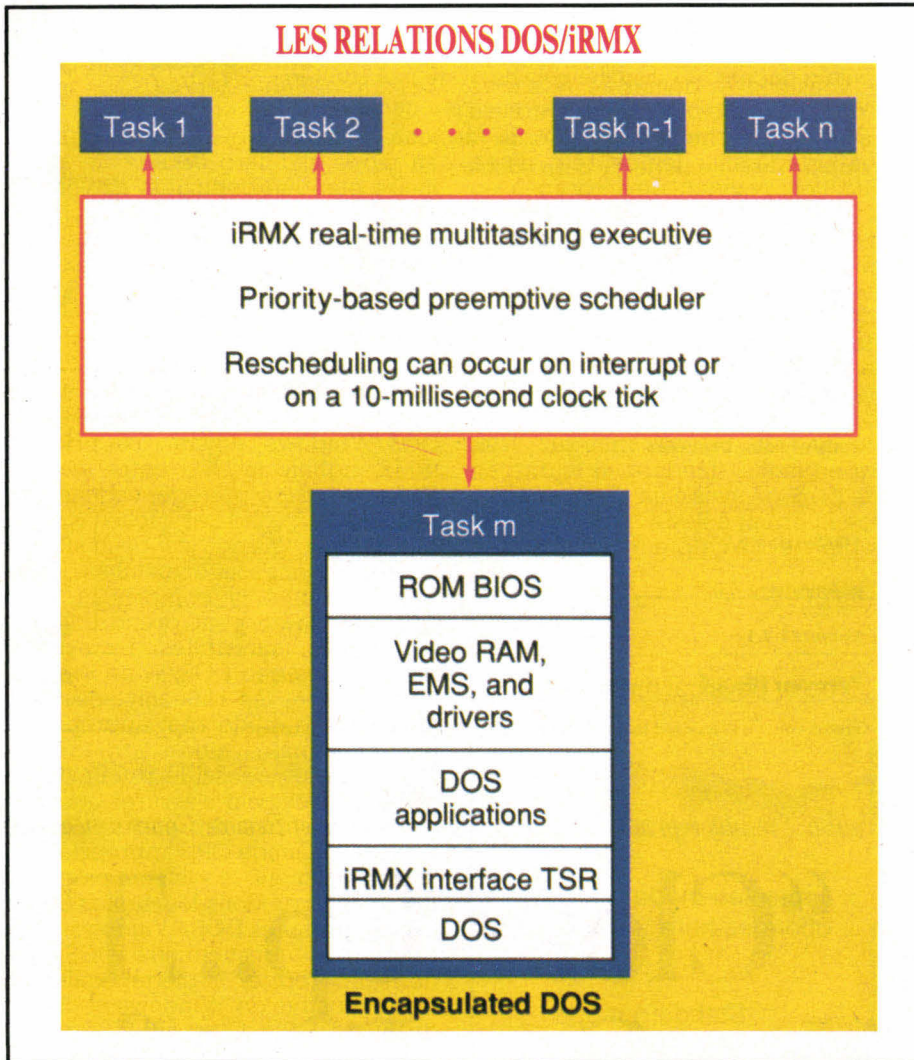 LES RELATIONS DOS/iRMX
Task 1
Task 2
Task n-1
Task n
iRMX real-time multitasking executive
Priority-based preemptive scheduler
Rescheduling can occur on interrupt or
on a 10-millisecond clock tick
Task m
ROM BIOS
Video RAM,
EMS, and
drivers
DOS
applications
iRMX interface TSR
DOS
Encapsulated DOS